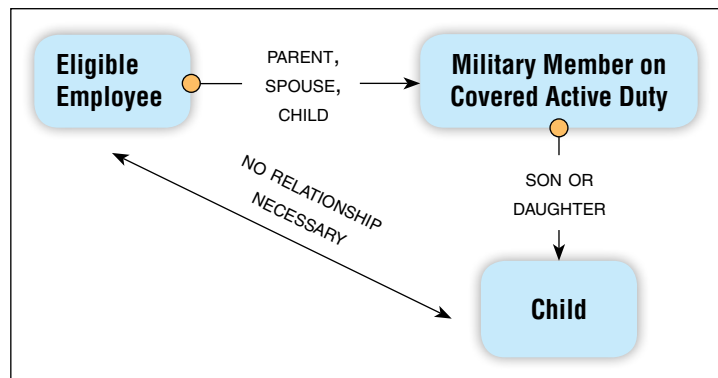 Eligible
Employee
PARENT,
SPOUSE,
CHILD
Military Member on
Covered Active Duty
NO RELATIONSHIP
NECESSARY
SON OR
DAUGHTER
Child